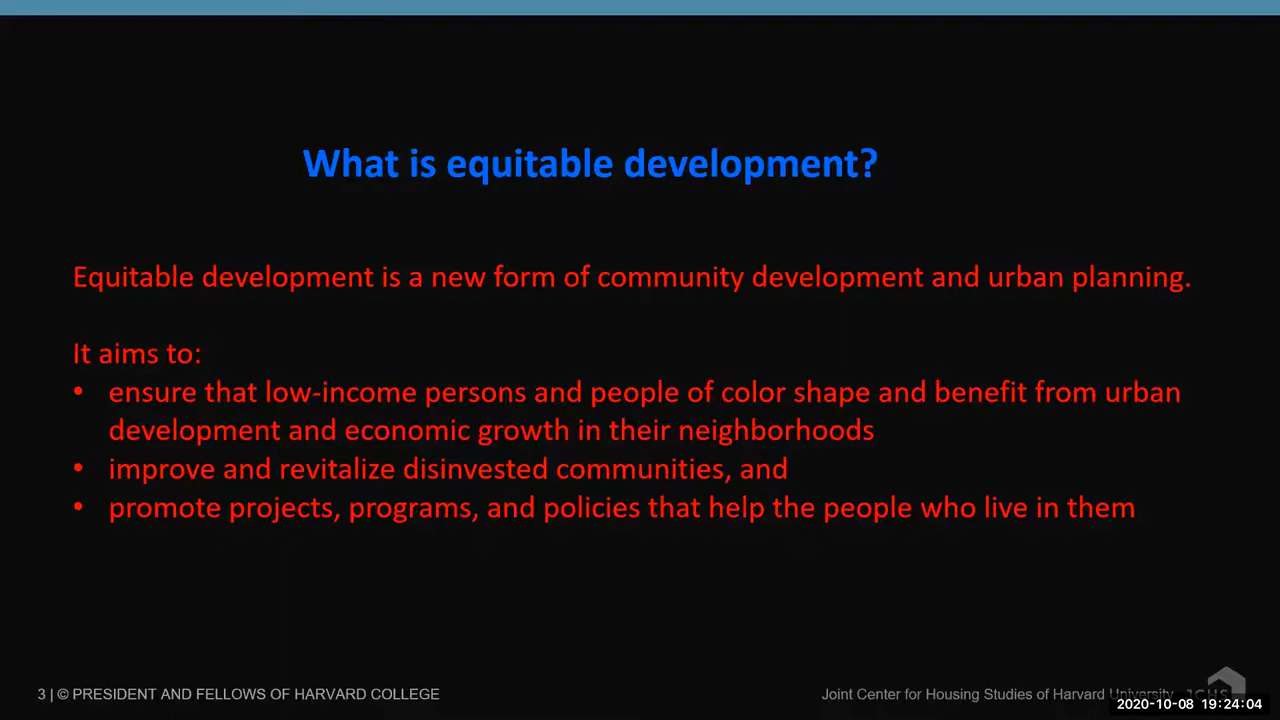 What is equitable development?
Equitable development is a new form of community development and urban planning.
It aims to:
• ensure that low-income persons and people of color shape and benefit from urban
development and economic growth in their neighborhoods
• improve and revitalize disinvested communities, and
• promote projects, programs, and policies that help the people who live in them
3 | © PRESIDENT AND FELLOWS OF HARVARD COLLEGE
Joint Center for Housing Studies of Harvard University JCHS
2020-10-08 19:24:04